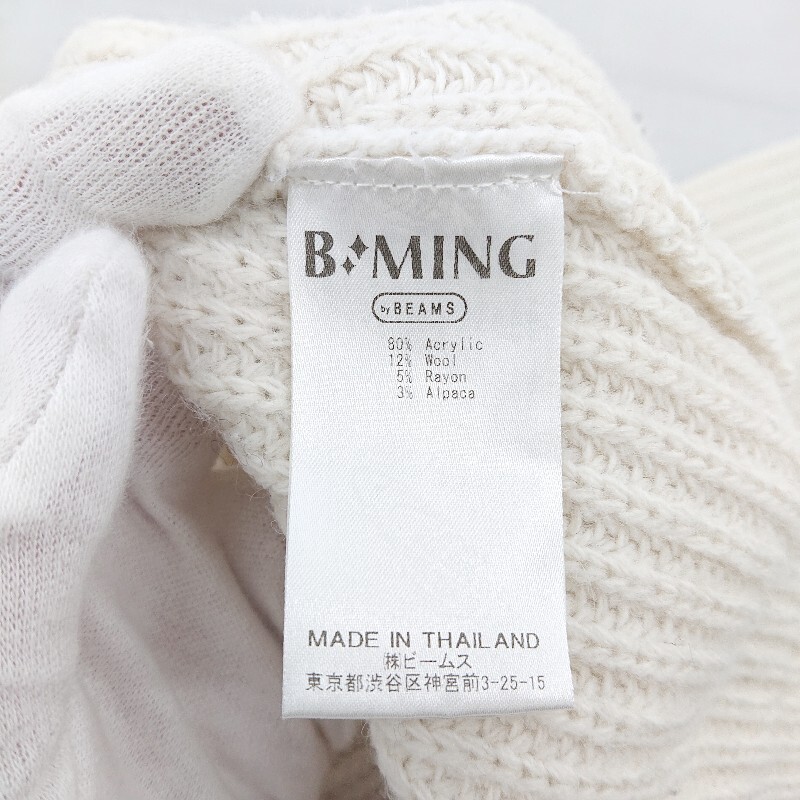 B MING
by BEAMS
80% Acrylic
12% Wool
5% Rayon
3% Alpaca
MADE IN THAILAND
㈱ビームス
東京都渋谷区神宮前3-25-15